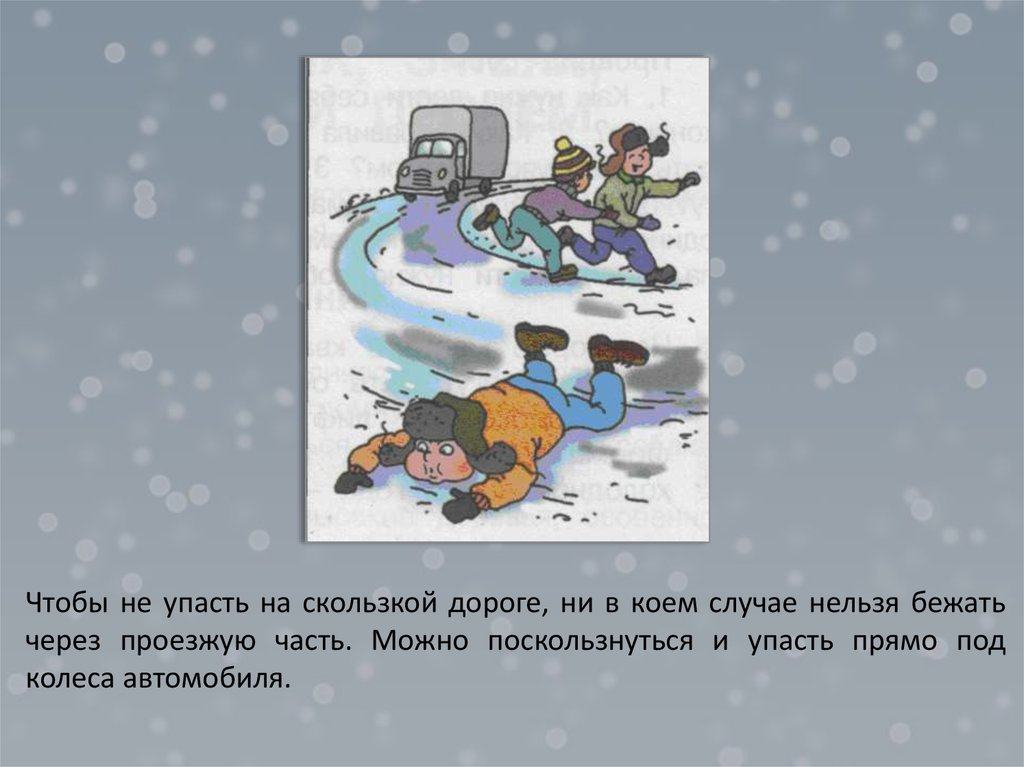 Чтобы не упасть на скользкой дороге, ни в коем случае нельзя бежать
через проезжую часть. Можно поскользнуться и упасть прямо под
колеса автомобиля.